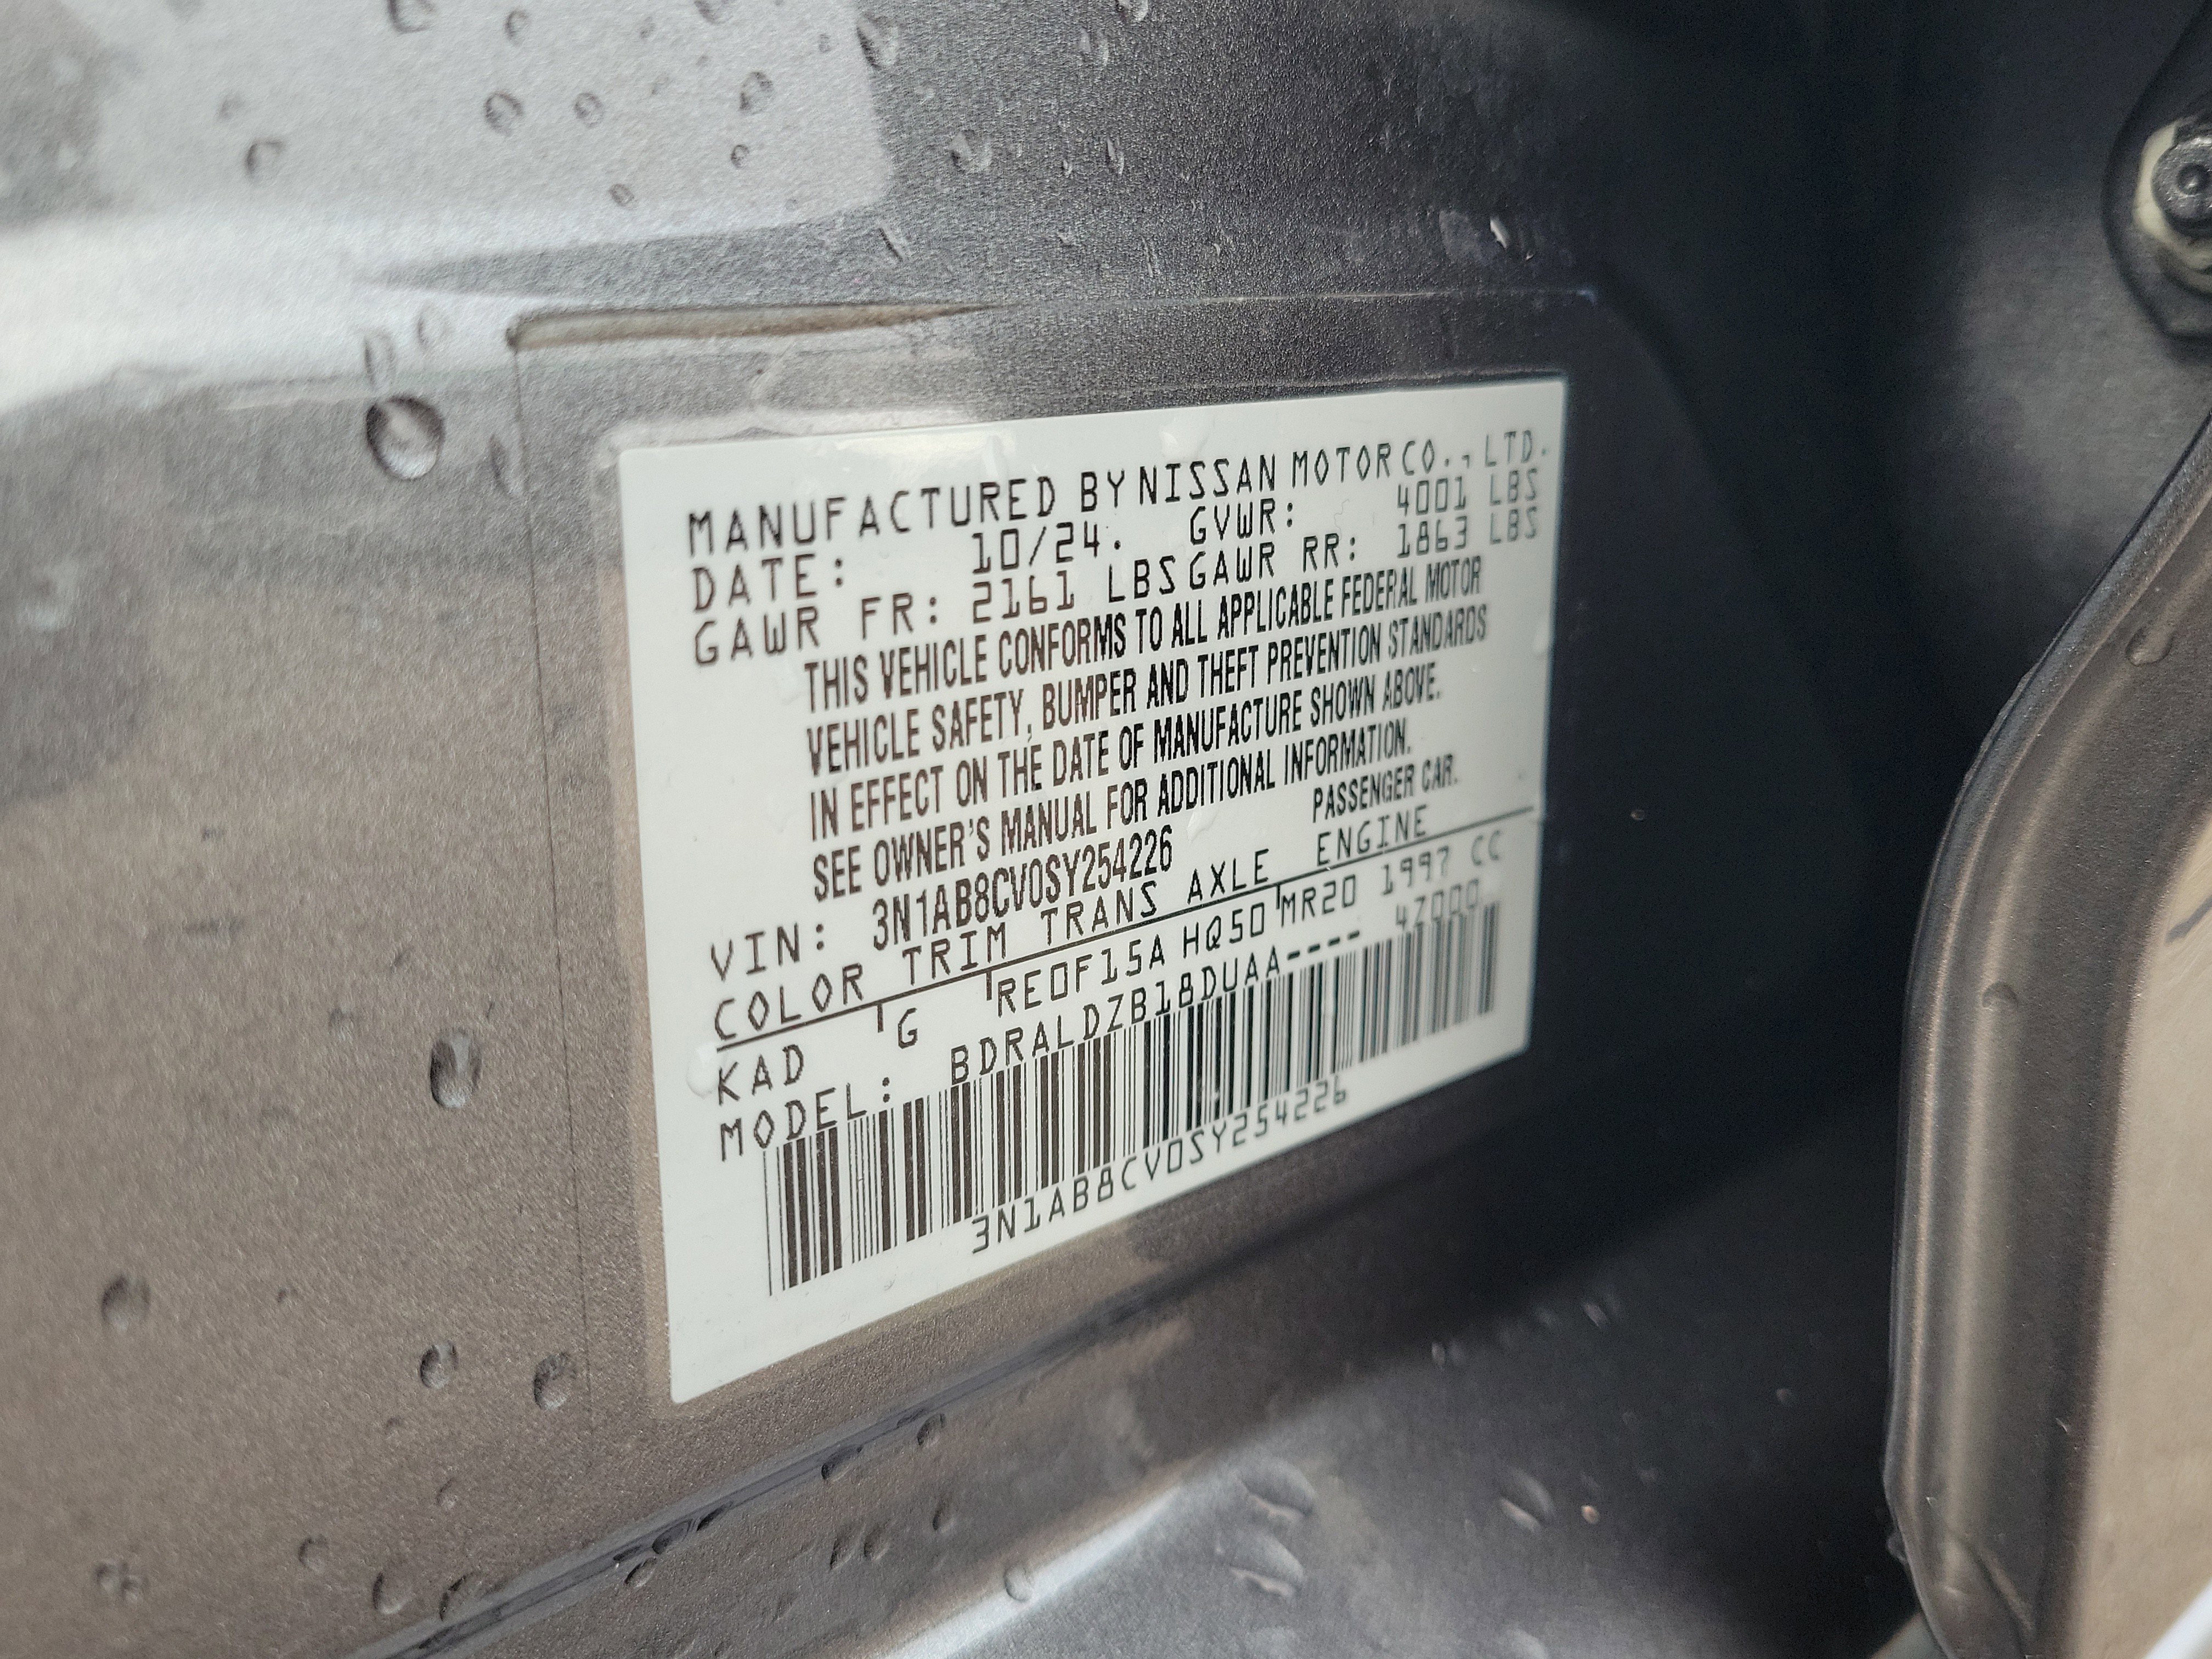 MANUFACTURED BY NISSAN MOTOR CO., LTD.
DATE: 10/24. GVWR: 4001 LBS
GAWR FR: 2161 LBS GAWR RR: 1863 LBS
THIS VEHICLE CONFORMS TO ALL APPLICABLE FEDERAL MOTOR
VEHICLE SAFETY, BUMPER AND THEFT PREVENTION STANDARDS
IN EFFECT ON THE DATE OF MANUFACTURE SHOWN ABOVE.
SEE OWNER'S MANUAL FOR ADDITIONAL INFORMATION.
VIN: 3N1AB8CV0SY254226 PASSENGER CAR.
COLOR TRIM TRANS AXLE ENGINE
KAD G RE0F15A HQ50 MR20 1997 CC
MODEL: BDRALDZB18DUAA---- 47000
3N1AB8CV0SY254226